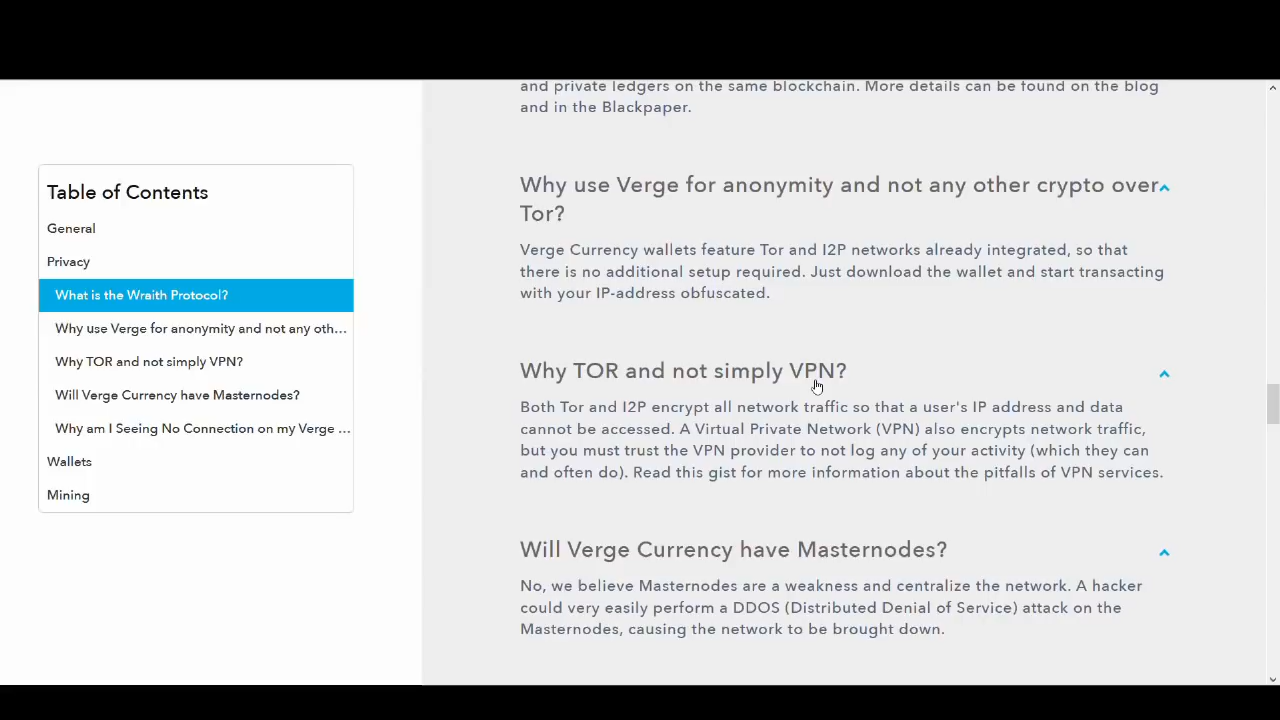 Table of Contents
General
Privacy
What is the Wraith Protocol?
Why use Verge for anonymity and not any oth...
Why TOR and not simply VPN?
Will Verge Currency have Masternodes?
Why am I Seeing No Connection on my Verge ...
Wallets
Mining
and private ledgers on the same blockchain. More details can be found on the blog
and in the Blackpaper.
Why use Verge for anonymity and not any other crypto over
Tor?
Verge Currency wallets feature Tor and I2P networks already integrated, so that
there is no additional setup required. Just download the wallet and start transacting
with your IP-address obfuscated.
Why TOR and not simply VPN?
Both Tor and I2P encrypt all network traffic so that a user's IP address and data
cannot be accessed. A Virtual Private Network (VPN) also encrypts network traffic,
but you must trust the VPN provider to not log any of your activity (which they can
and often do). Read this gist for more information about the pitfalls of VPN services.
Will Verge Currency have Masternodes?
No, we believe Masternodes are a weakness and centralize the network. A hacker
could very easily perform a DDOS (Distributed Denial of Service) attack on the
Masternodes, causing the network to be brought down.